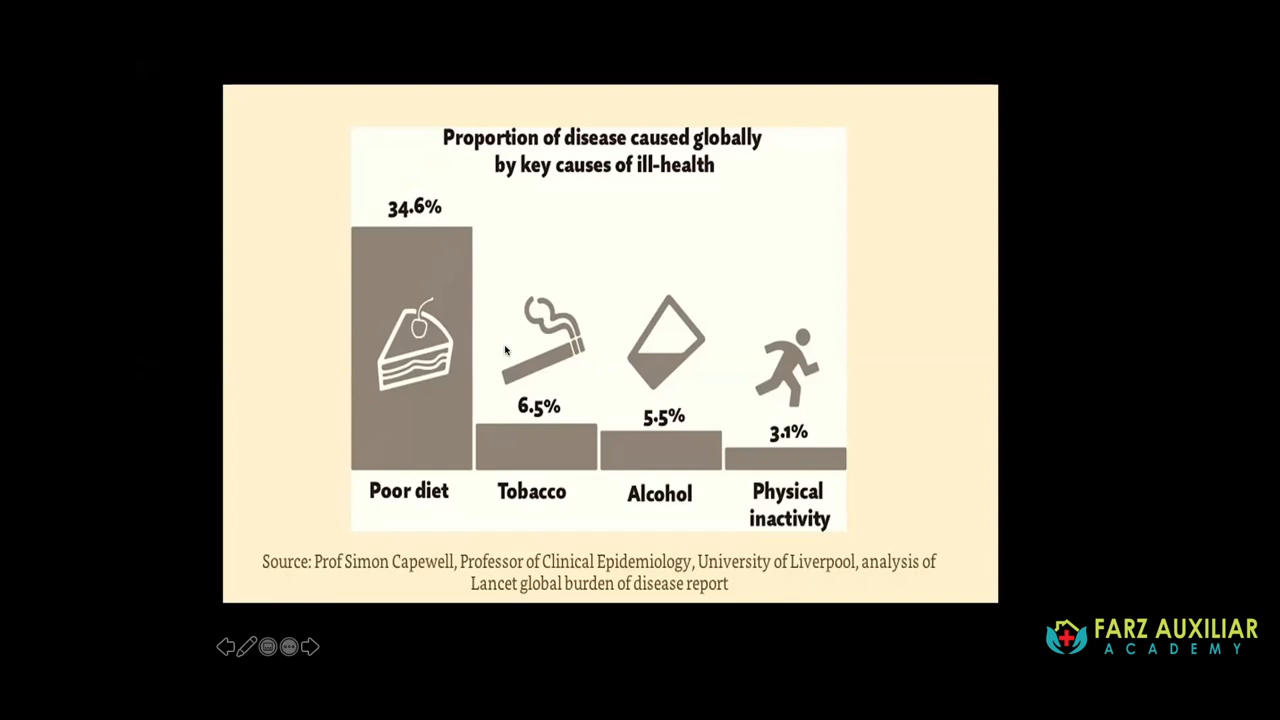 Proportion of disease caused globally
by key causes of ill-health
34.6%
6.5%
5.5%
3.1%
Poor diet
Tobacco
Alcohol
Physical
inactivity
Source: Prof Simon Capewell, Professor of Clinical Epidemiology, University of Liverpool, analysis of
Lancet global burden of disease report
FARZ AUXILIAR
ACADEMY